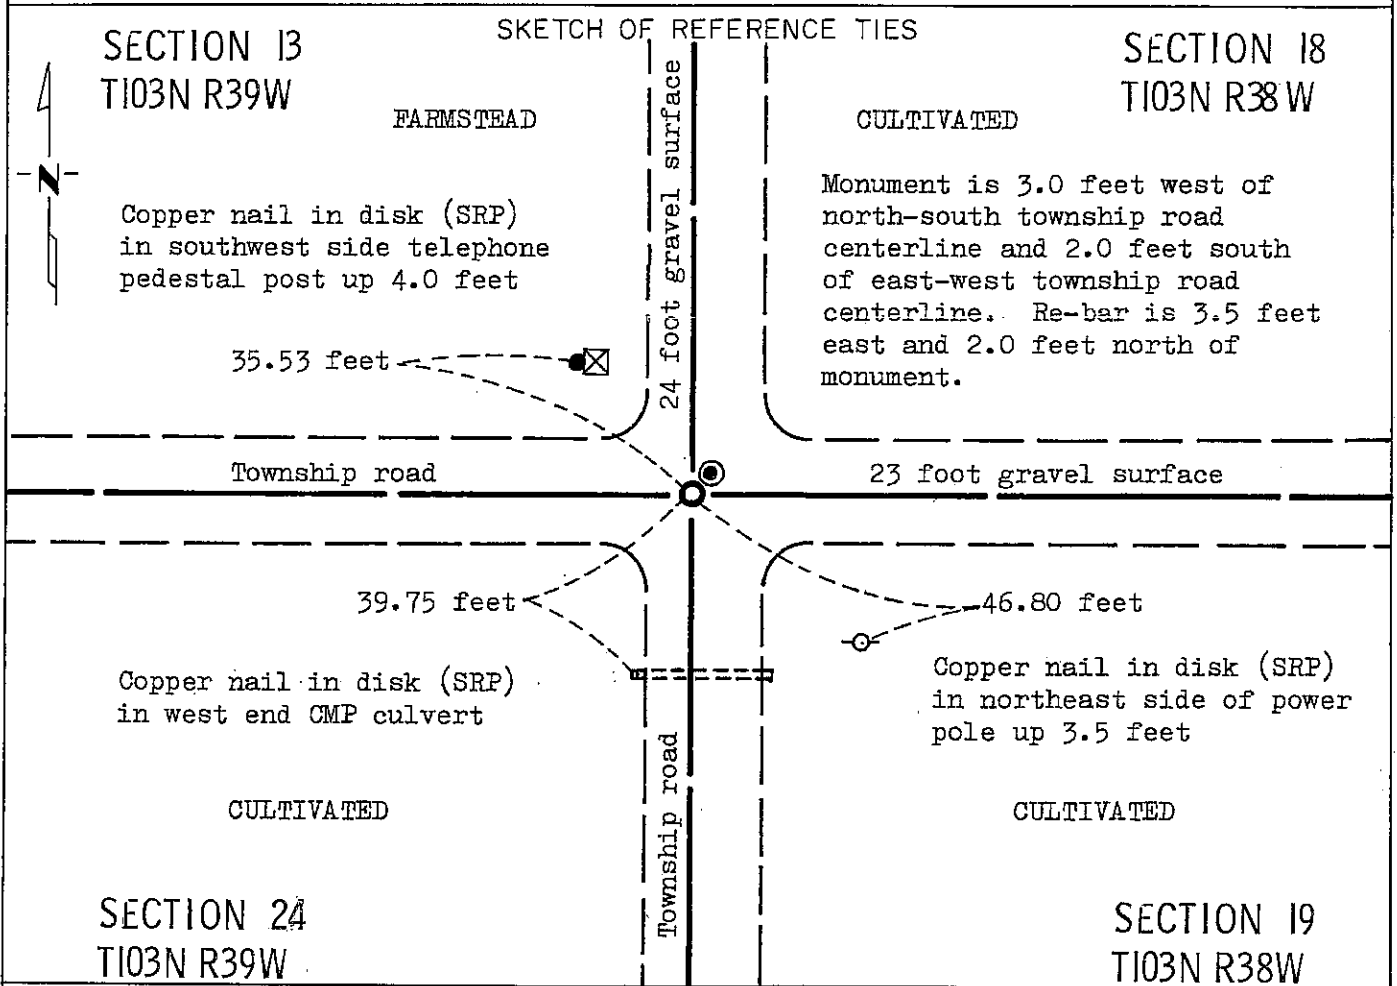 SKETCH OF REFERENCE TIES
SECTION 13
T103N R39W
FARMSTEAD
SECTION 18
T103N R38W
CULTIVATED
N
Copper nail in disk (SRP)
in southwest side telephone
pedestal post up 4.0 feet
35.53 feet
24 foot gravel surface
Monument is 3.0 feet west of
north-south township road
centerline and 2.0 feet south
of east-west township road
centerline. Re-bar is 3.5 feet
east and 2.0 feet north of
monument.
Township road
23 foot gravel surface
39.75 feet
46.80 feet
Copper nail in disk (SRP)
in west end CMP culvert
Township road
Copper nail in disk (SRP)
in northeast side of power
pole up 3.5 feet
CULTIVATED
CULTIVATED
SECTION 24
T103N R39W
SECTION 19
T103N R38W